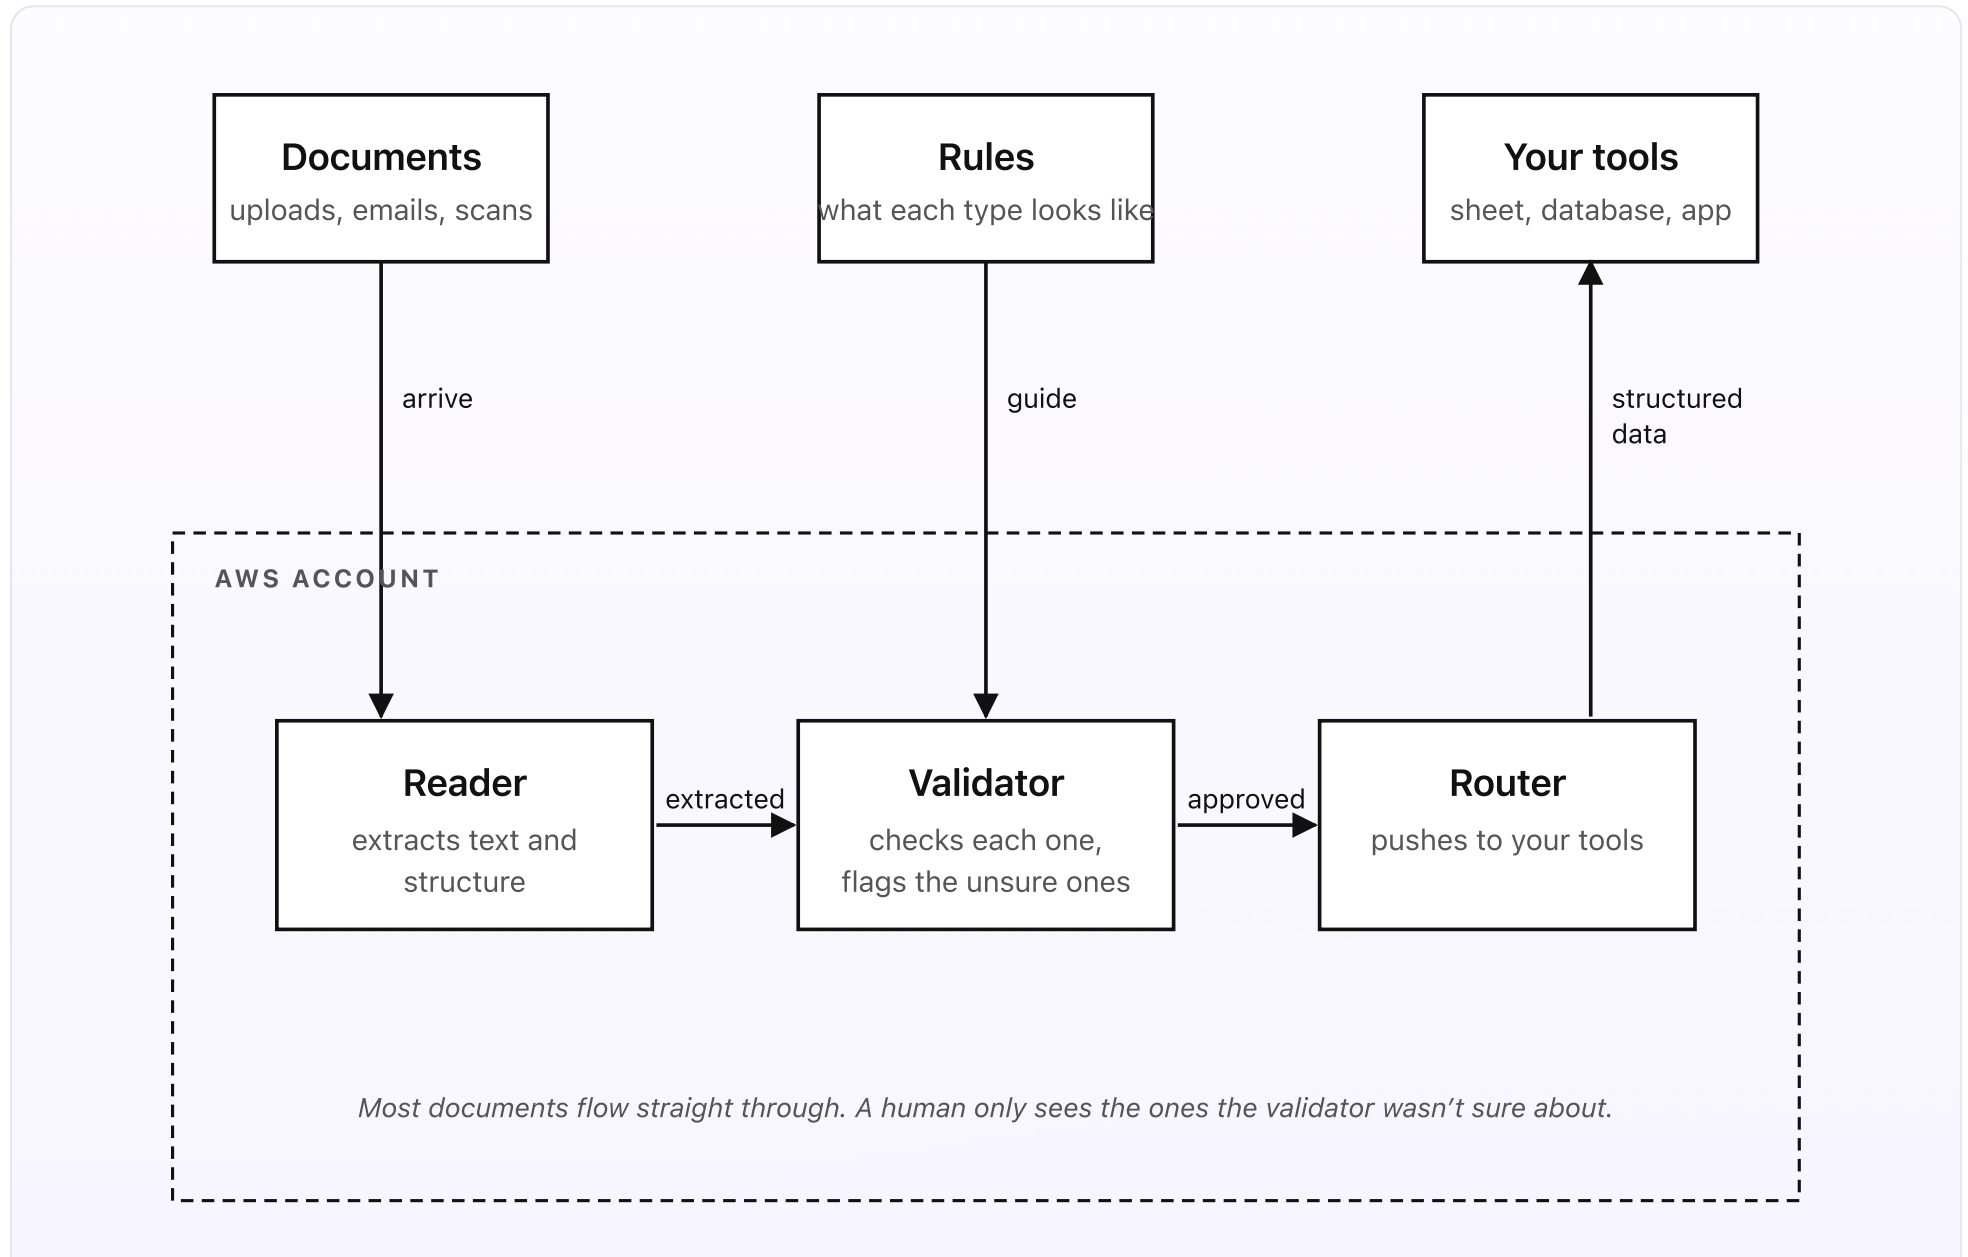 Documents
uploads, emails, scans
Rules
what each type looks like
Your tools
sheet, database, app
arrive
guide
structured
data
AWS ACCOUNT
Reader
extracts text and
structure
extracted
Validator
checks each one,
flags the unsure ones
approved
Router
pushes to your tools
Most documents flow straight through. A human only sees the ones the validator wasn’t sure about.